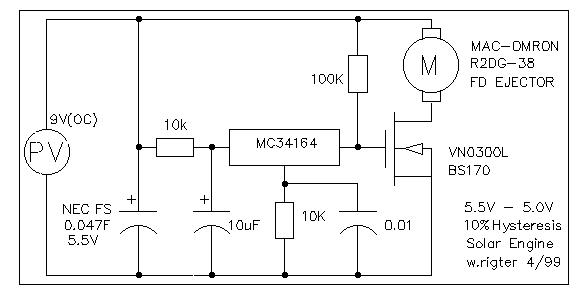 MAC-OMRON
R2DG-38
FD EJECTOR
M
100K
9V(OC)
10k
MC34164
PV
VN0300L
BS170
+
+
NEC FS
0.047F
5.5V
10uF
10K
0.01
5.5V - 5.0V
10% Hysteresis
Solar Engine
w.rigter 4/99